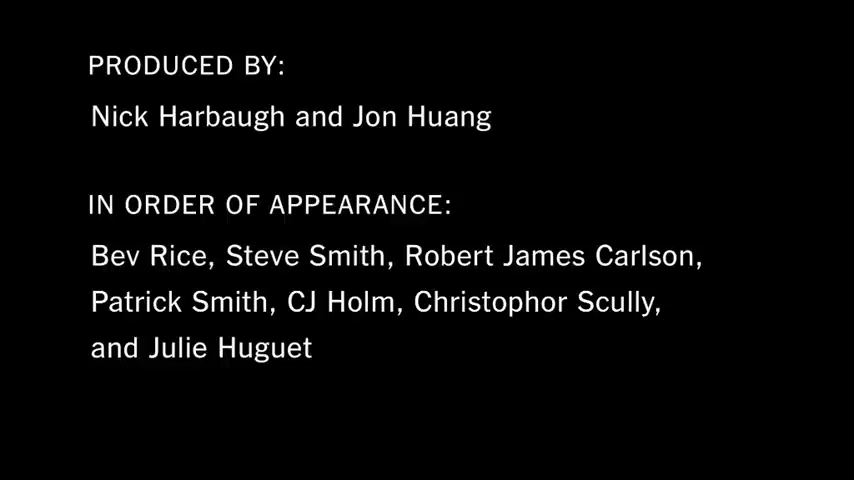 PRODUCED BY:
Nick Harbaugh and Jon Huang
IN ORDER OF APPEARANCE:
Bev Rice, Steve Smith, Robert James Carlson,
Patrick Smith, CJ Holm, Christophor Scully,
and Julie Huguet